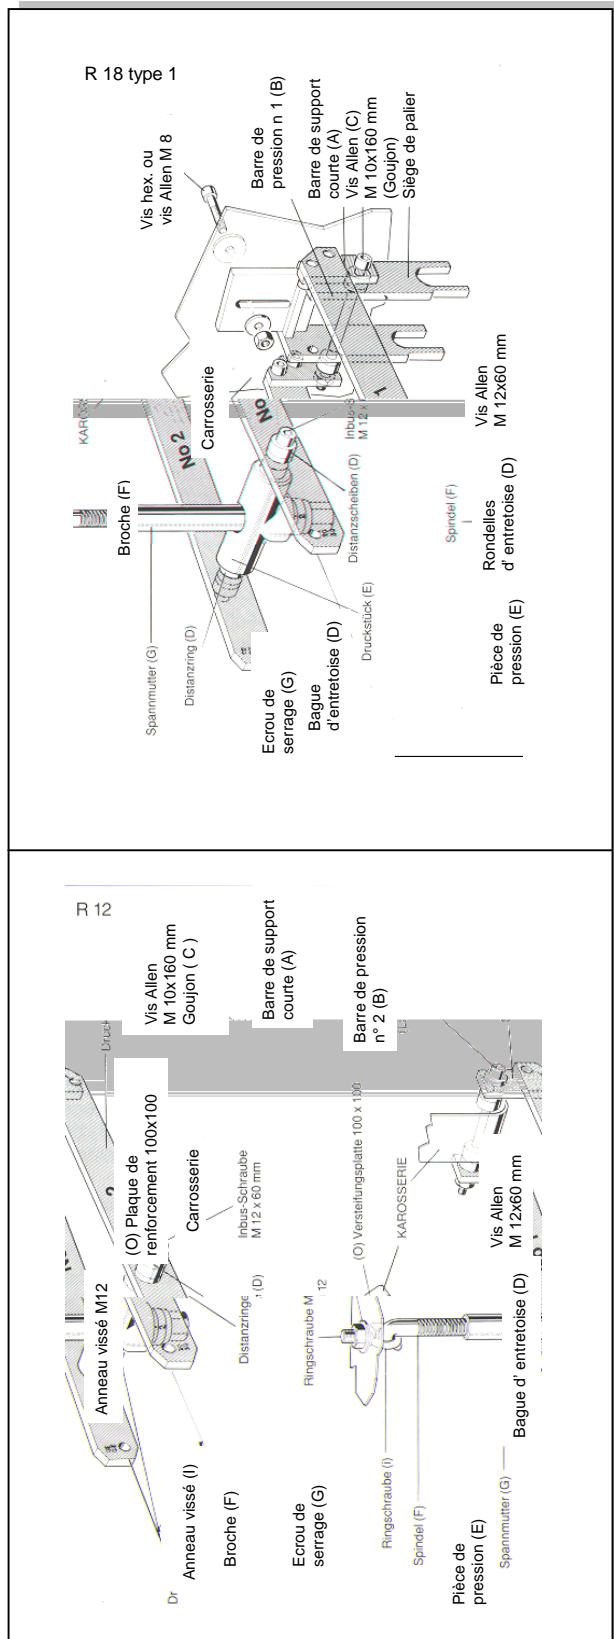 R 18 type 1
Vis hex. ou
vis Allen M 8
Barre de
pression n 1 (B)
Barre de support
courte (A)
Vis Allen (C)
M 10x160 mm
(Goujon)
Siège de palier
Carrosserie
No 2
No
1
Inbus-S
M 12 x
Vis Allen
M 12x60 mm
Broche (F)
Distanzscheiben (D)
Spindel (F)
Rondelles
d' entretoise (D)
Spannmutter (G)
Distanzring (D)
Druckstück (E)
Ecrou de
serrage (G)
Bague
d'entretoise (D)
Pièce de
pression (E)
R 12
Vis Allen
M 10x160 mm
Goujon ( C )
Barre de support
courte (A)
Barre de pression
n° 2 (B)
Druck
(O) Plaque de
renforcement 100x100
Carrosserie
Inbus-Schraube
M 12 x 60 mm
(O) Versteifungsplatte 100 x 100
KAROSSERIE
Vis Allen
M 12x60 mm
Anneau vissé M12
Distanzringe (D)
Ringschraube M 12
Bague d' entretoise (D)
Anneau vissé (I)
Broche (F)
Ecrou de
serrage (G)
Ringschraube (i)
Spindel (F)
Pièce de
pression (E)
Spannmutter (G)
Dr